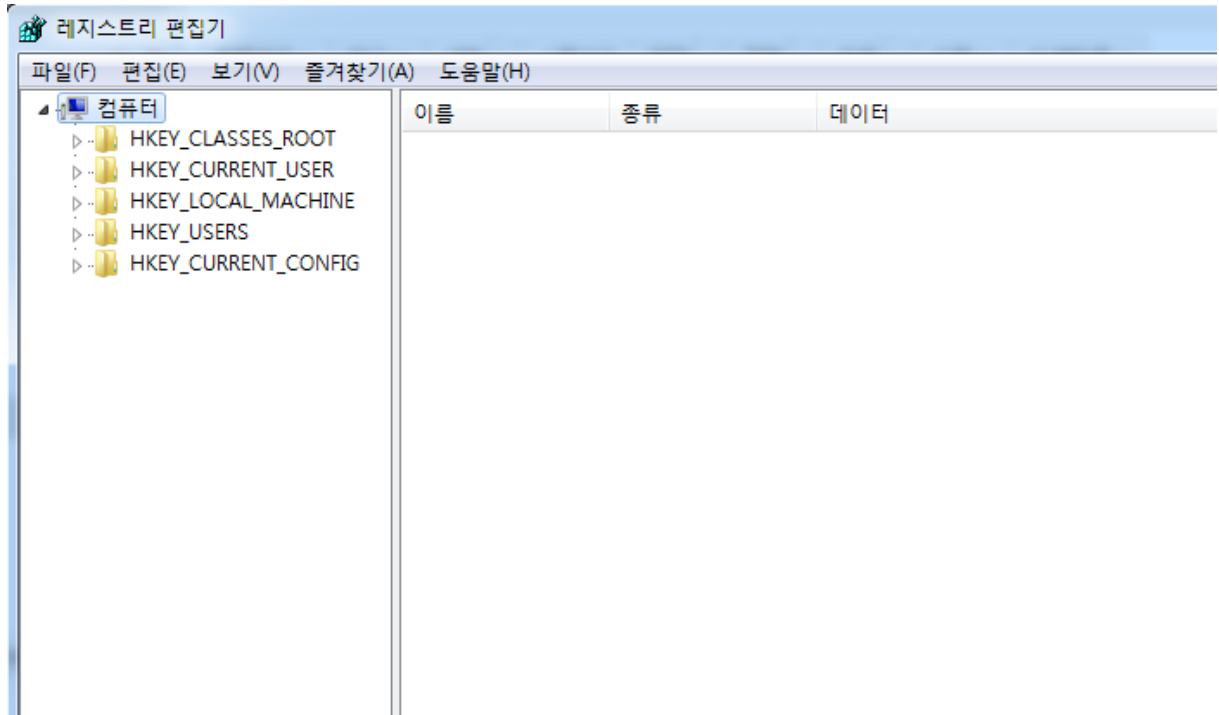 레지스트리 편집기
파일(F) 편집(E) 보기(V) 즐겨찾기(A) 도움말(H)
컴퓨터
HKEY_CLASSES_ROOT
HKEY_CURRENT_USER
HKEY_LOCAL_MACHINE
HKEY_USERS
HKEY_CURRENT_CONFIG
이름 종류 데이터